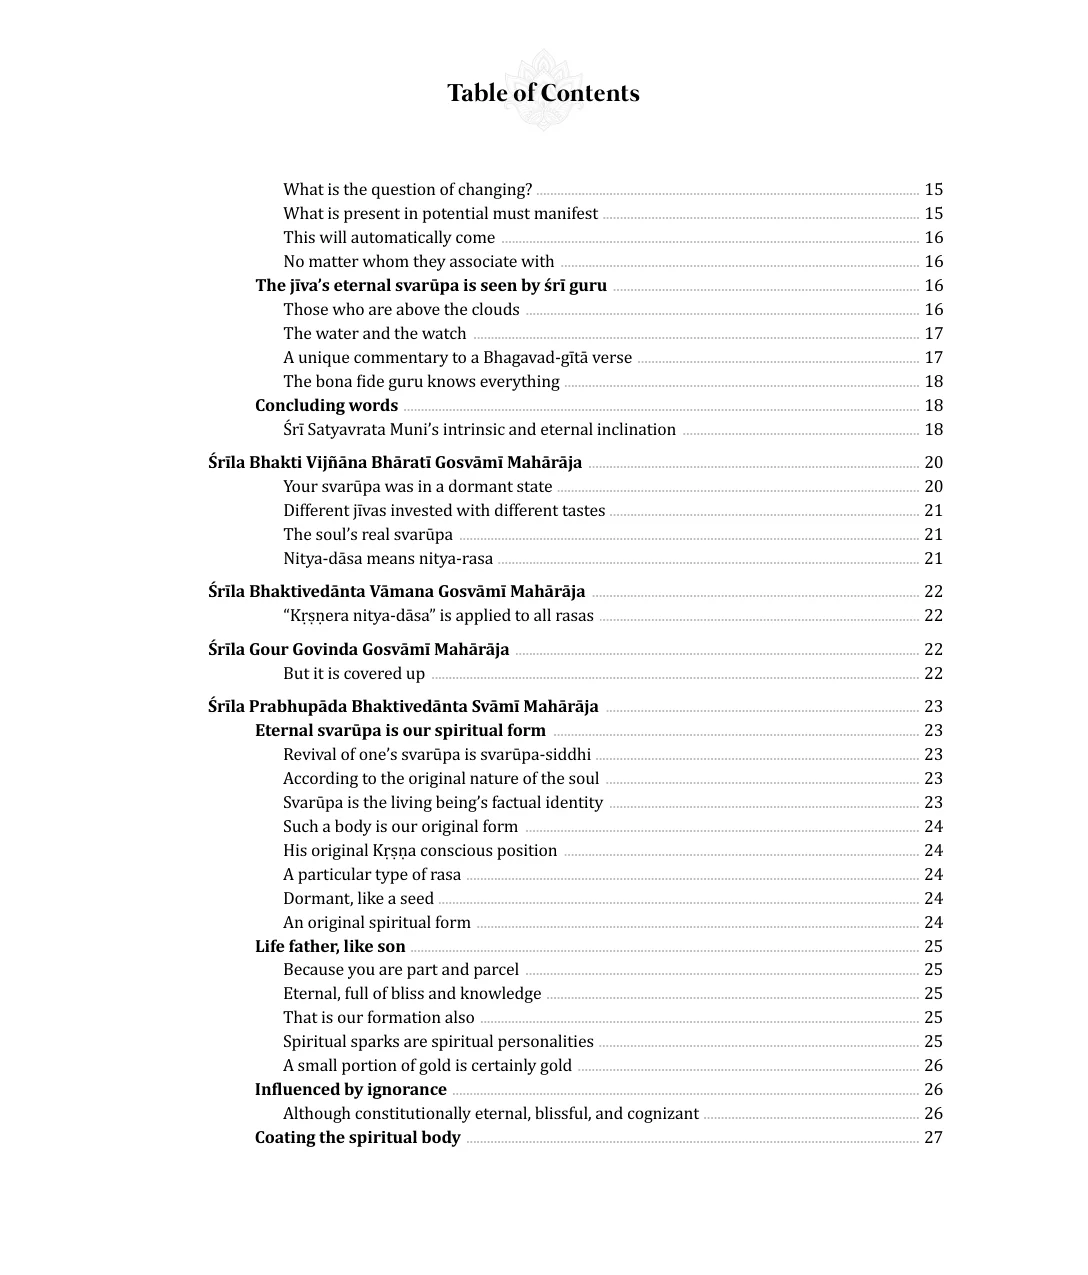 Table of Contents
What is the question of changing? 15
What is present in potential must manifest 15
This will automatically come 16
No matter whom they associate with 16
The jīva’s eternal svarūpa is seen by śrī guru 16
Those who are above the clouds 16
The water and the watch 17
A unique commentary to a Bhagavad-gītā verse 17
The bona fide guru knows everything 18
Concluding words 18
Śrī Satyavrata Muni’s intrinsic and eternal inclination 18
Śrīla Bhakti Vijñāna Bhāratī Gosvāmī Mahārāja 20
Your svarūpa was in a dormant state 20
Different jīvas invested with different tastes 21
The soul’s real svarūpa 21
Nitya-dāsa means nitya-rasa 21
Śrīla Bhaktivedānta Vāmana Gosvāmī Mahārāja 22
“Kṛṣṇera nitya-dāsa” is applied to all rasas 22
Śrīla Gour Govinda Gosvāmī Mahārāja 22
But it is covered up 22
Śrīla Prabhupāda Bhaktivedānta Svāmī Mahārāja 23
Eternal svarūpa is our spiritual form 23
Revival of one’s svarūpa is svarūpa-siddhi 23
According to the original nature of the soul 23
Svarūpa is the living being’s factual identity 23
Such a body is our original form 24
His original Kṛṣṇa conscious position 24
A particular type of rasa 24
Dormant, like a seed 24
An original spiritual form 24
Life father, like son 25
Because you are part and parcel 25
Eternal, full of bliss and knowledge 25
That is our formation also 25
Spiritual sparks are spiritual personalities 25
A small portion of gold is certainly gold 26
Influenced by ignorance 26
Although constitutionally eternal, blissful, and cognizant 26
Coating the spiritual body 27